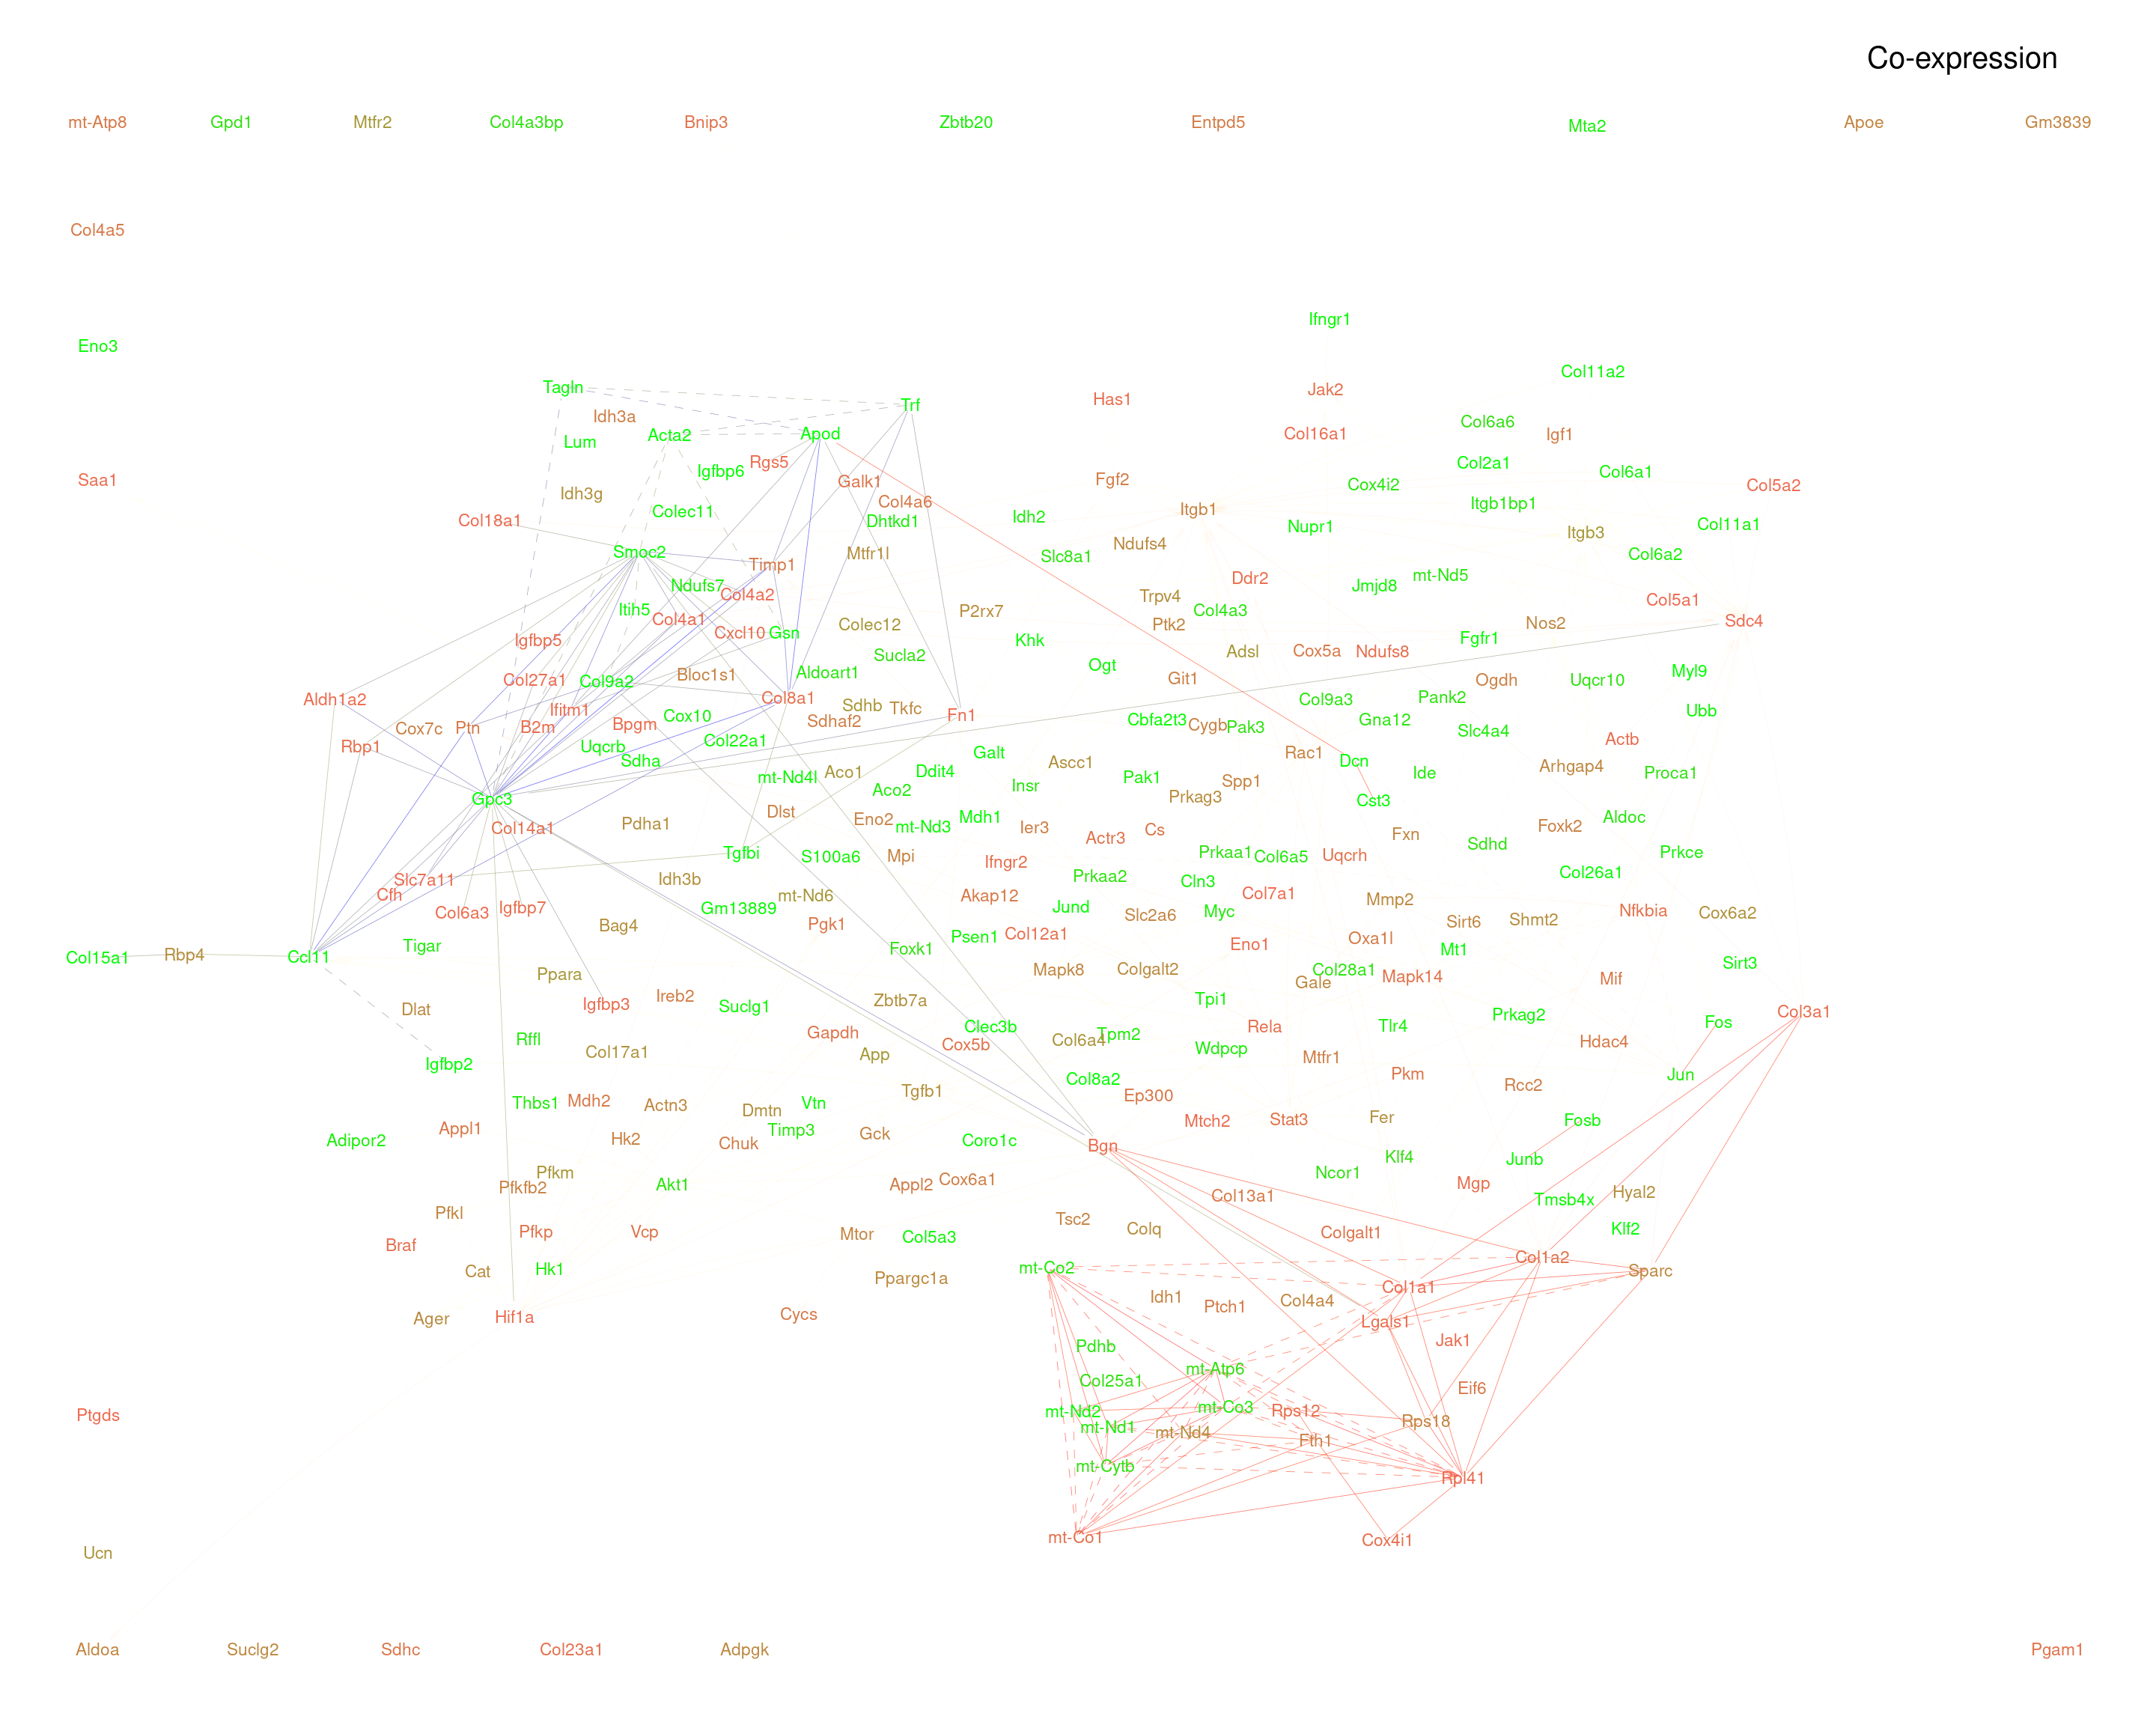 Co-expression
mt-Atp8 Gpd1 Mtfr2 Col4a3bp Bnip3 Zbtb20 Entpd5 Mta2 Apoe Gm3839
Col4a5
Ifngr1
Eno3
Col11a2
Tagln Jak2
Has1
Trf
Idh3a Col6a6
Lum Acta2 Apod Col16a1 Igf1
Igfbp6 Rgs5 Col2a1 Col6a1
Saa1 Galk1 Fgf2 Cox4i2 Col5a2
Idh3g Col4a6 Itgb1 Itgb1bp1
Col18a1 Colec11 Dhtkd1 Idh2 Nupr1 Itgb3 Col11a1
Smoc2 Mtfr1l Slc8a1 Ndufs4 Col6a2
Timp1 Ddr2 mt-Nd5
Ndufs7 Col4a2 Trpv4 Jmjd8 Col5a1
Itih5 Col4a1 P2rx7 Col4a3 Sdc4
Igfbp5 Cxcl10 Gsn Colec12 Khk Ptk2 Fgfr1 Nos2
Sucla2 Adsl Cox5a Ndufs8
Col27a1 Col9a2 Bloc1s1 Aldoart1 Ogt Git1 Ogdh Uqcr10 Myl9
Aldh1a2 Ifitm1 Col8a1 Sdhb Tkfc Col9a3 Pank2 Ubb
Cox7c Ptn B2m Bpgm Cox10 Sdhaf2 Fn1 Cbfa2t3 Cygb Pak3 Gna12 Slc4a4
Rbp1 Uqcrb Sdha Col22a1 Galt Ascc1 Rac1 Dcn Actb
mt-Nd4l Aco1 Ddit4 Pak1 Spp1 Ide Arhgap4 Proca1
Gpc3 Aco2 Insr Prkag3 Cst3
Col14a1 Pdha1 Dlst Eno2 mt-Nd3 Mdh1 Ier3 Actr3 Cs Fxn Foxk2 Aldoc
Tgfbi S100a6 Mpi Ifngr2 Prkaa1 Col6a5 Uqcrh Sdhd Prkce
Slc7a11 Idh3b Prkaa2 Cln3 Col26a1
Cfh mt-Nd6 Akap12 Col7a1 Mmp2
Col6a3 Igfbp7 Gm13889 Jund Slc2a6 Myc Nfkbia Cox6a2
Bag4 Pgk1 Psen1 Col12a1 Eno1 Oxa1l Sirt6 Shmt2
Col15a1 Rbp4 Ccl11 Tigar Foxk1 Mt1 Sirt3
Ppara Mapk8 Colgalt2 Col28a1 Mapk14 Mif
Dlat Igfbp3 Ireb2 Suclg1 Zbtb7a Tpi1 Gale
Rffl Gapdh Clec3b Tpm2 Rela Tlr4 Prkag2 Fos Col3a1
Col17a1 App Cox5b Col6a4 Wdpcp Mtfr1 Hdac4
Igfbp2 Col8a2 Pkm Rcc2 Jun
Thbs1 Mdh2 Actn3 Dmtn Vtn Tgfb1 Ep300
Adipor2 Appl1 Hk2 Chuk Timp3 Gck Coro1c Bgn Mtch2 Stat3 Fer Fosb
Pfkm Ncor1 Klf4 Junb
Pfkfb2 Akt1 Appl2 Cox6a1 Col13a1 Mgp Tmsb4x Hyal2
Pfkl Pfkp Vcp Mtor Col5a3 Tsc2 Colq Colgalt1 Klf2
Braf
Cat Hk1 Ppargc1a mt-Co2 Col1a1 Col1a2 Sparc
Ager Hif1a Cycs Idh1 Ptch1 Col4a4 Lgals1
Pdhb mt-Atp6 Jak1
Col25a1 Eif6
Ptgds mt-Nd2 mt-Nd1 mt-Co3 Rps12 Rps18
mt-Nd4 Fth1
mt-Cytb Rpl41
Ucn mt-Co1 Cox4i1
Aldoa Suclg2 Sdhc Col23a1 Adpgk Pgam1